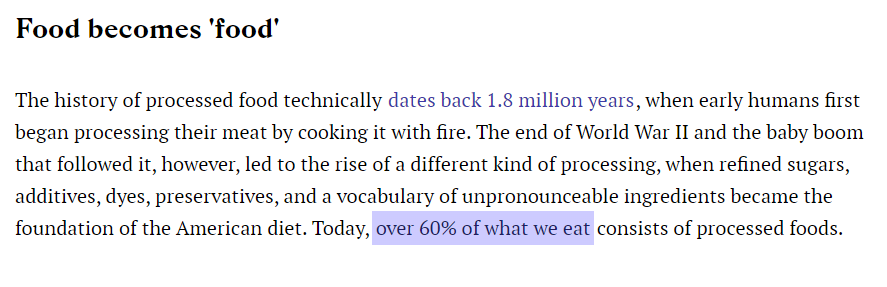 Food becomes 'food'
The history of processed food technically dates back 1.8 million years, when early humans first
began processing their meat by cooking it with fire. The end of World War II and the baby boom
that followed it, however, led to the rise of a different kind of processing, when refined sugars,
additives, dyes, preservatives, and a vocabulary of unpronounceable ingredients became the
foundation of the American diet. Today, over 60% of what we eat consists of processed foods.